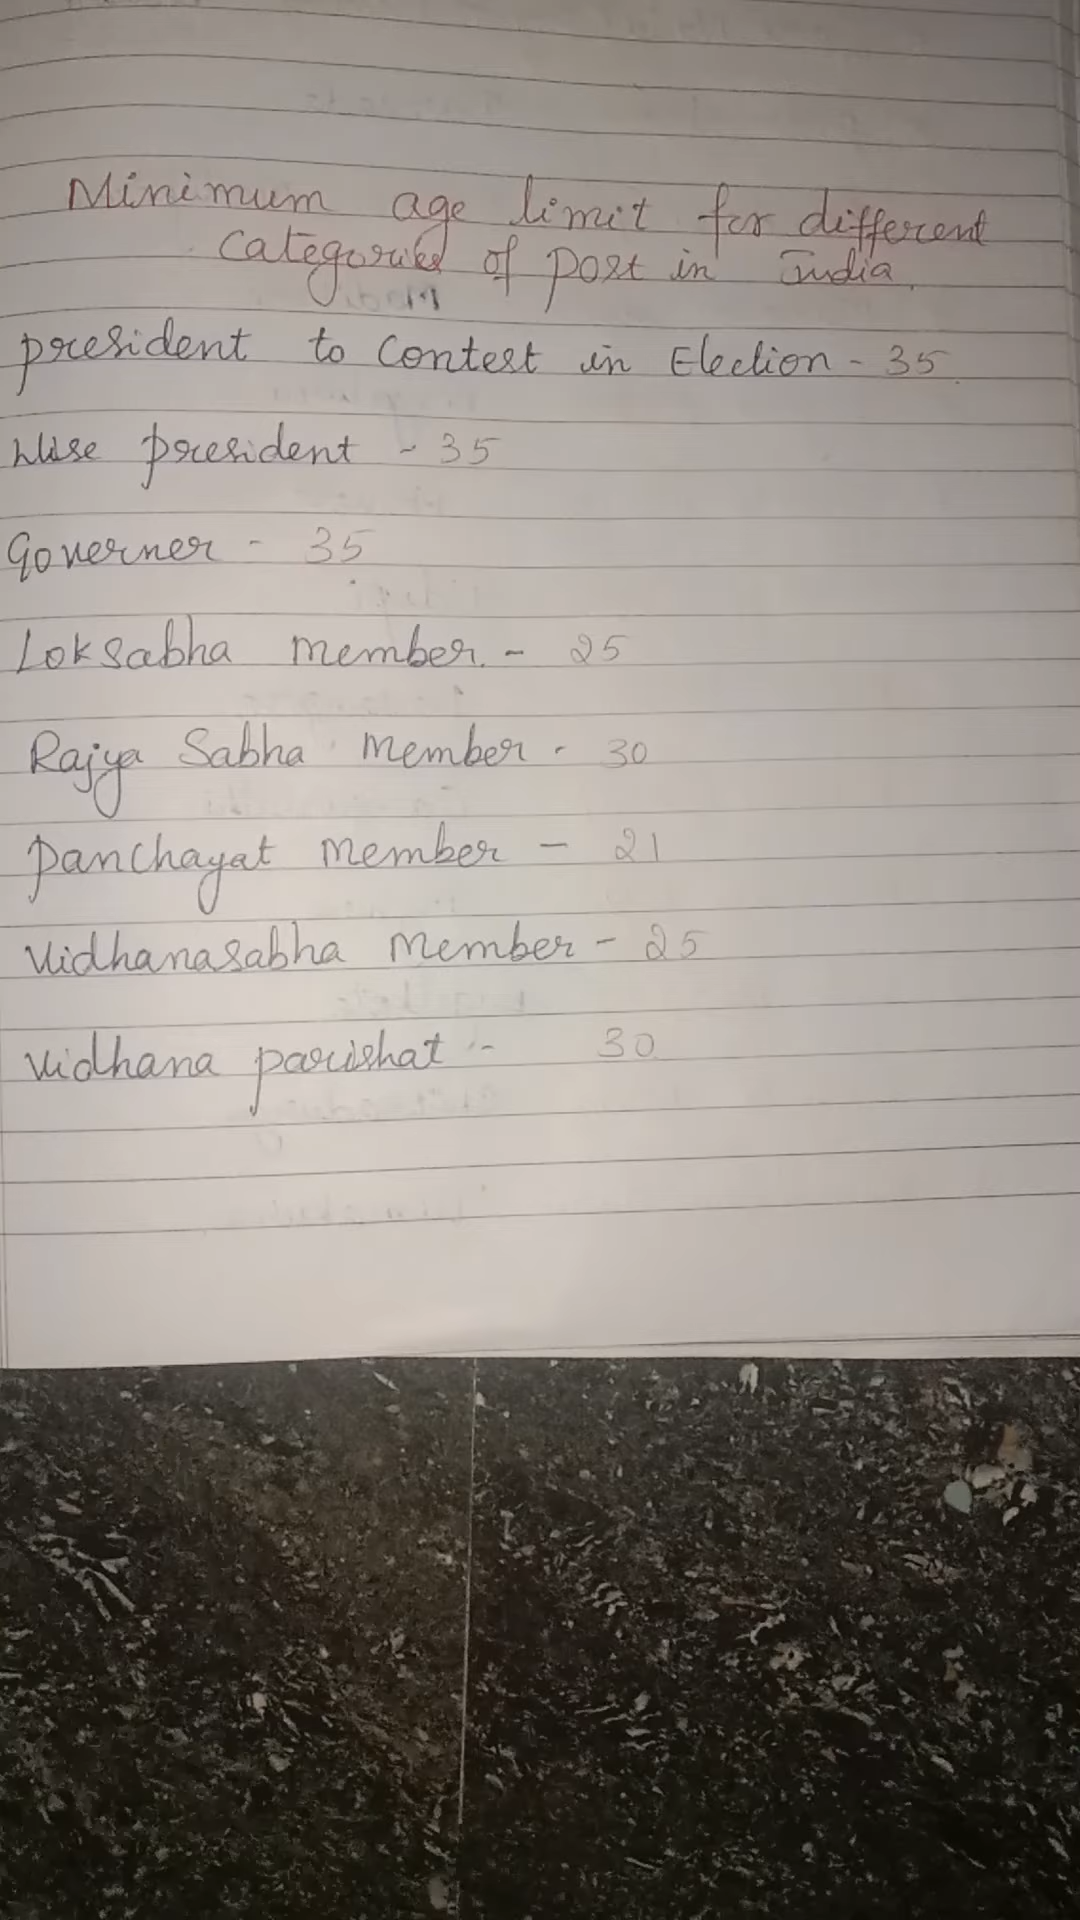 Minimum age limit for different
categories of post in India.
president to Contest in Election - 35
Wise president - 35
Governer - 35
Loksabha member. - 25
Rajya Sabha member - 30
panchayat member - 21
Vidhanasabha member - 25
Vidhana parishat - 30